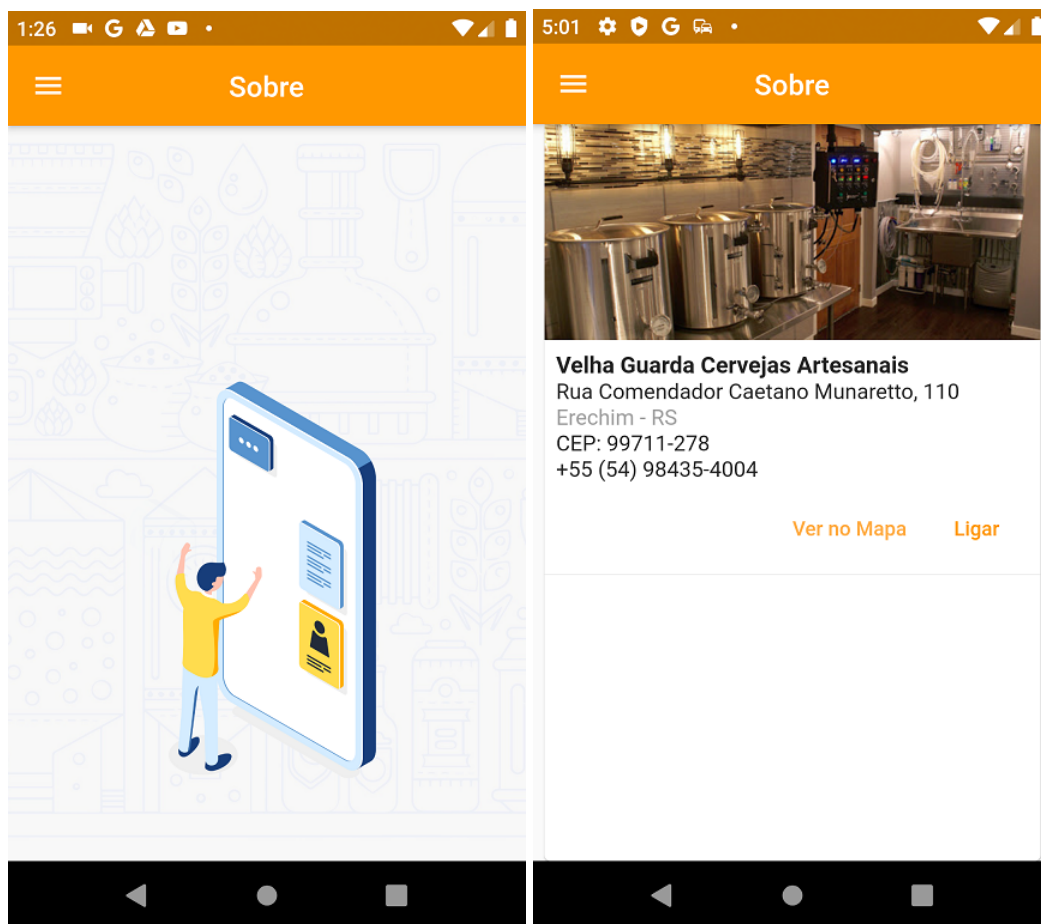 1:26
Sobre
5:01
Sobre
Velha Guarda Cervejas Artesanais
Rua Comendador Caetano Munaretto, 110
Erechim - RS
CEP: 99711-278
+55 (54) 98435-4004
Ver no Mapa
Ligar